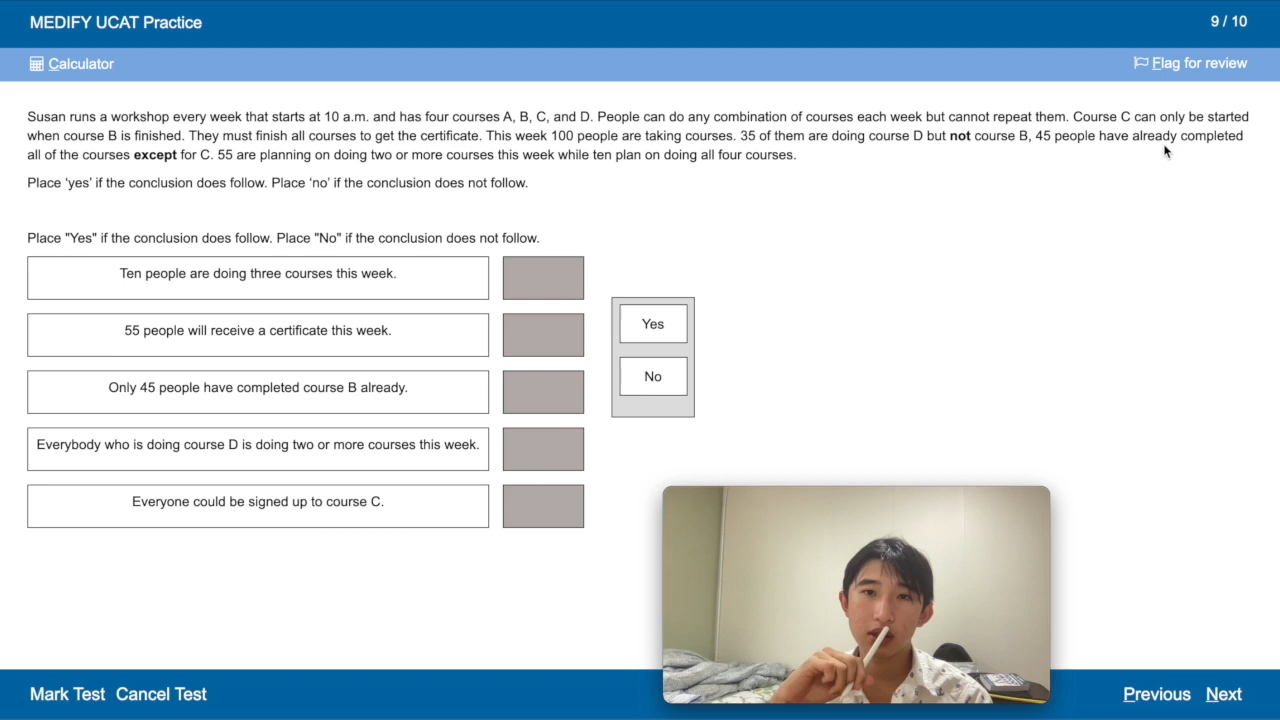 MEDIFY UCAT Practice
9 / 10
Calculator
Flag for review
Susan runs a workshop every week that starts at 10 a.m. and has four courses A, B, C, and D. People can do any combination of courses each week but cannot repeat them. Course C can only be started
when course B is finished. They must finish all courses to get the certificate. This week 100 people are taking courses. 35 of them are doing course D but not course B, 45 people have already completed
all of the courses except for C. 55 are planning on doing two or more courses this week while ten plan on doing all four courses.
Place ‘yes’ if the conclusion does follow. Place ’no’ if the conclusion does not follow.
Place "Yes" if the conclusion does follow. Place "No" if the conclusion does not follow.
Ten people are doing three courses this week.
55 people will receive a certificate this week.
Yes
No
Only 45 people have completed course B already.
Everybody who is doing course D is doing two or more courses this week.
Everyone could be signed up to course C.
Mark Test
Cancel Test
Previous
Next